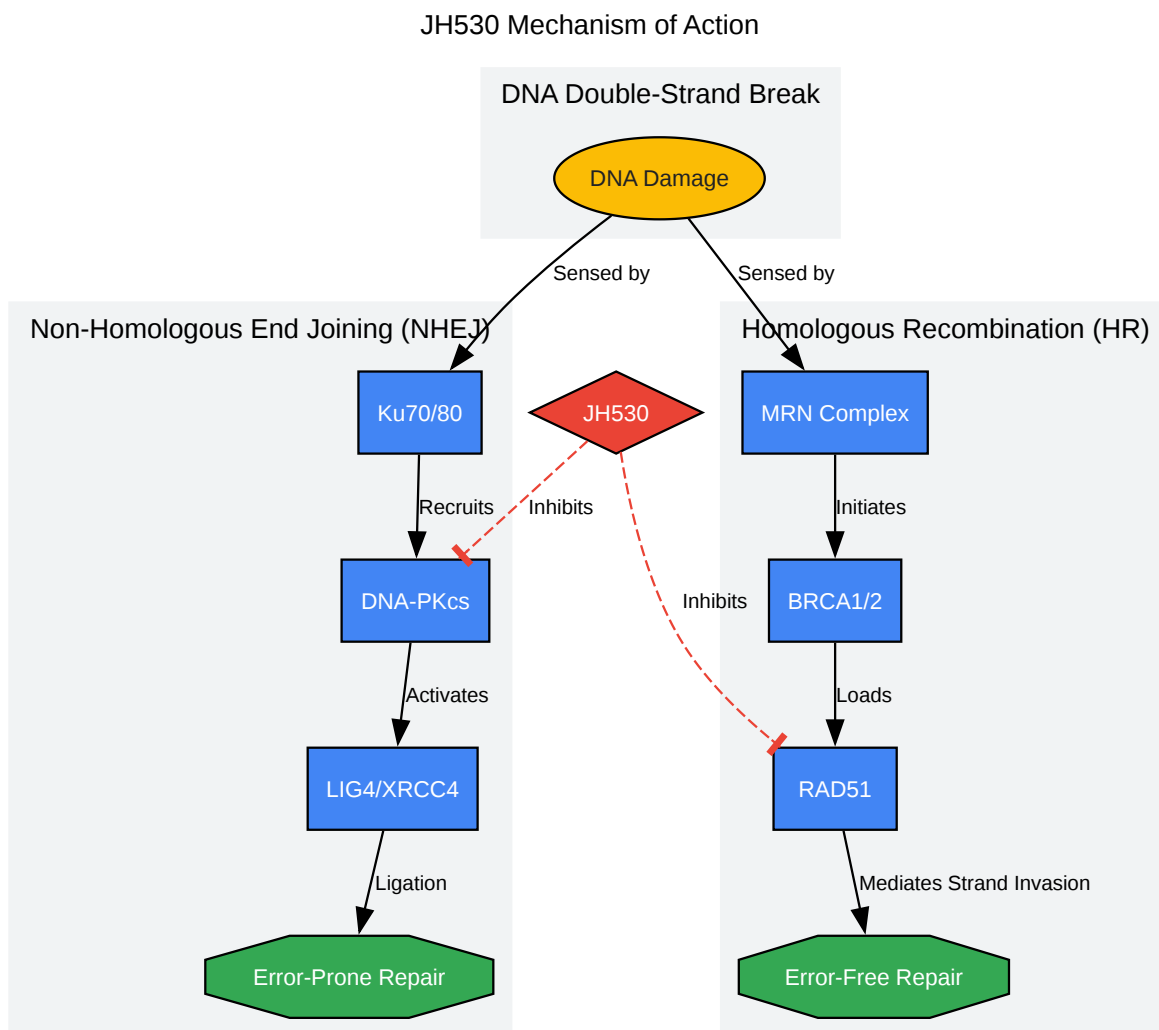 JH530 Mechanism of Action
DNA Double-Strand Break
DNA Damage
Sensed by
Sensed by
Non-Homologous End Joining (NHEJ)
Homologous Recombination (HR)
Ku70/80
JH530
MRN Complex
Recruits
Inhibits
Initiates
DNA-PKcs
Inhibits
BRCA1/2
Activates
Loads
LIG4/XRCC4
RAD51
Ligation
Mediates Strand Invasion
Error-Prone Repair
Error-Free Repair